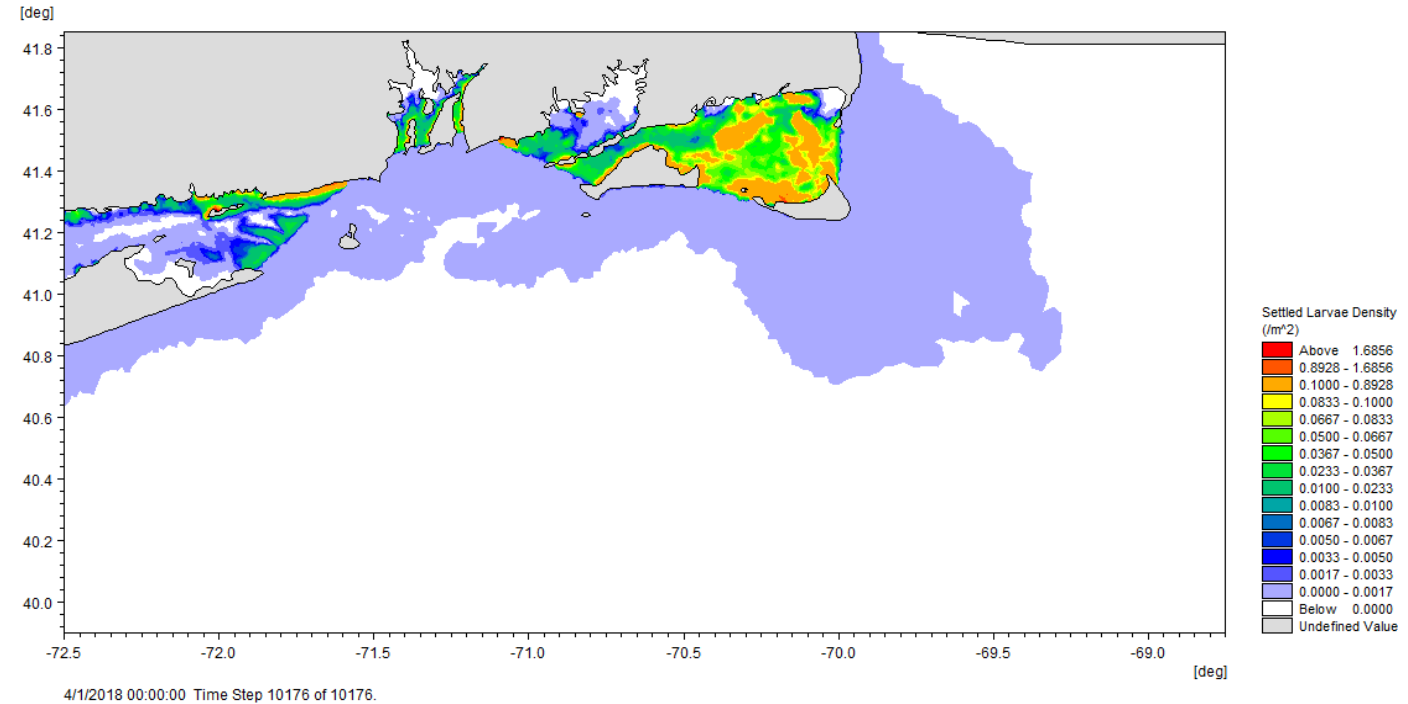 [deg]
41.8
41.6
41.4
41.2
41.0
40.8
40.6
40.4
40.2
40.0
-72.5 -72.0 -71.5 -71.0 -70.5 -70.0 -69.5 -69.0
[deg]
4/1/2018 00:00:00 Time Step 10176 of 10176.
Settled Larvae Density
(/m^2)
Above 1.6856
0.8928 - 1.6856
0.1000 - 0.8928
0.0833 - 0.1000
0.0667 - 0.0833
0.0500 - 0.0667
0.0367 - 0.0500
0.0233 - 0.0367
0.0100 - 0.0233
0.0083 - 0.0100
0.0067 - 0.0083
0.0050 - 0.0067
0.0033 - 0.0050
0.0017 - 0.0033
0.0000 - 0.0017
Below 0.0000
Undefined Value